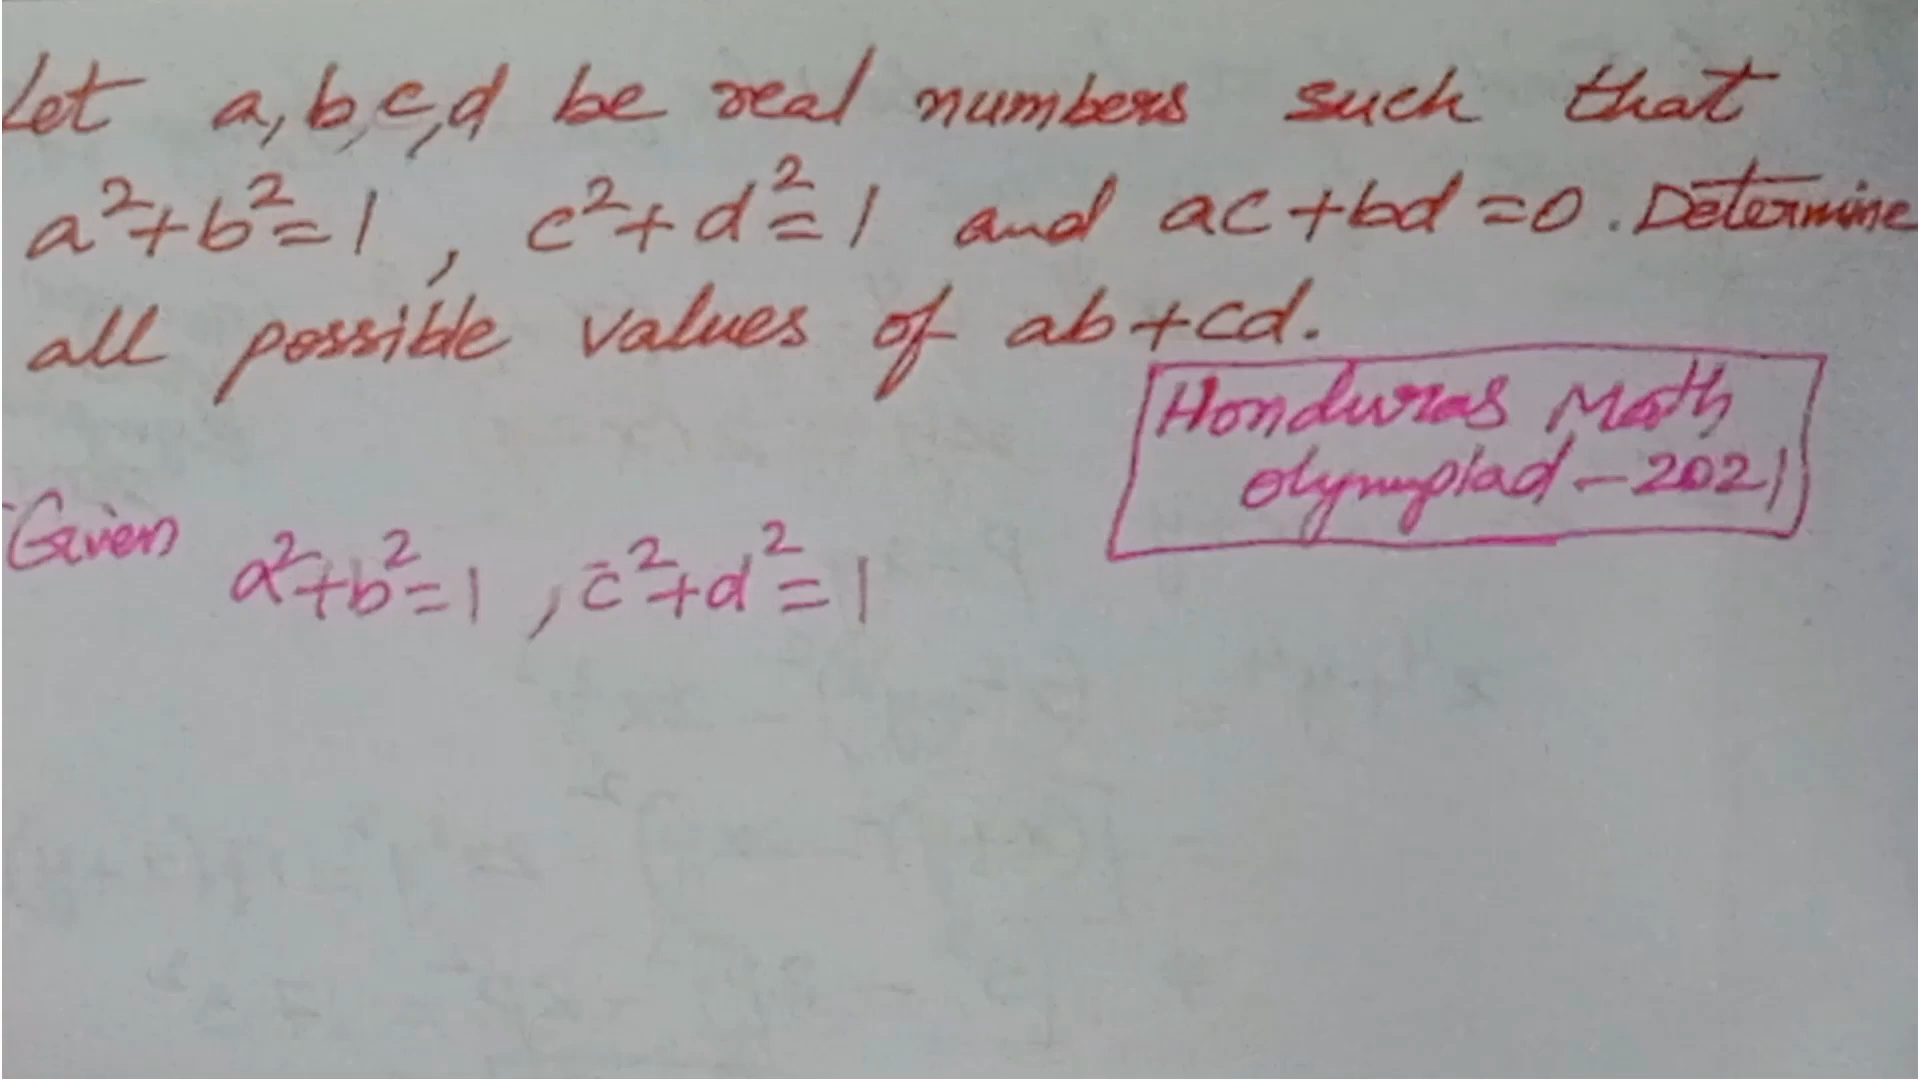 Let a, b, c, d be real numbers such that
a²+b²=1, c²+d²=1 and ac+bd=0. Determine
all possible values of ab+cd.
Honduras Math
Olympiad-2021
Given a²+b²=1, c²+d²=1